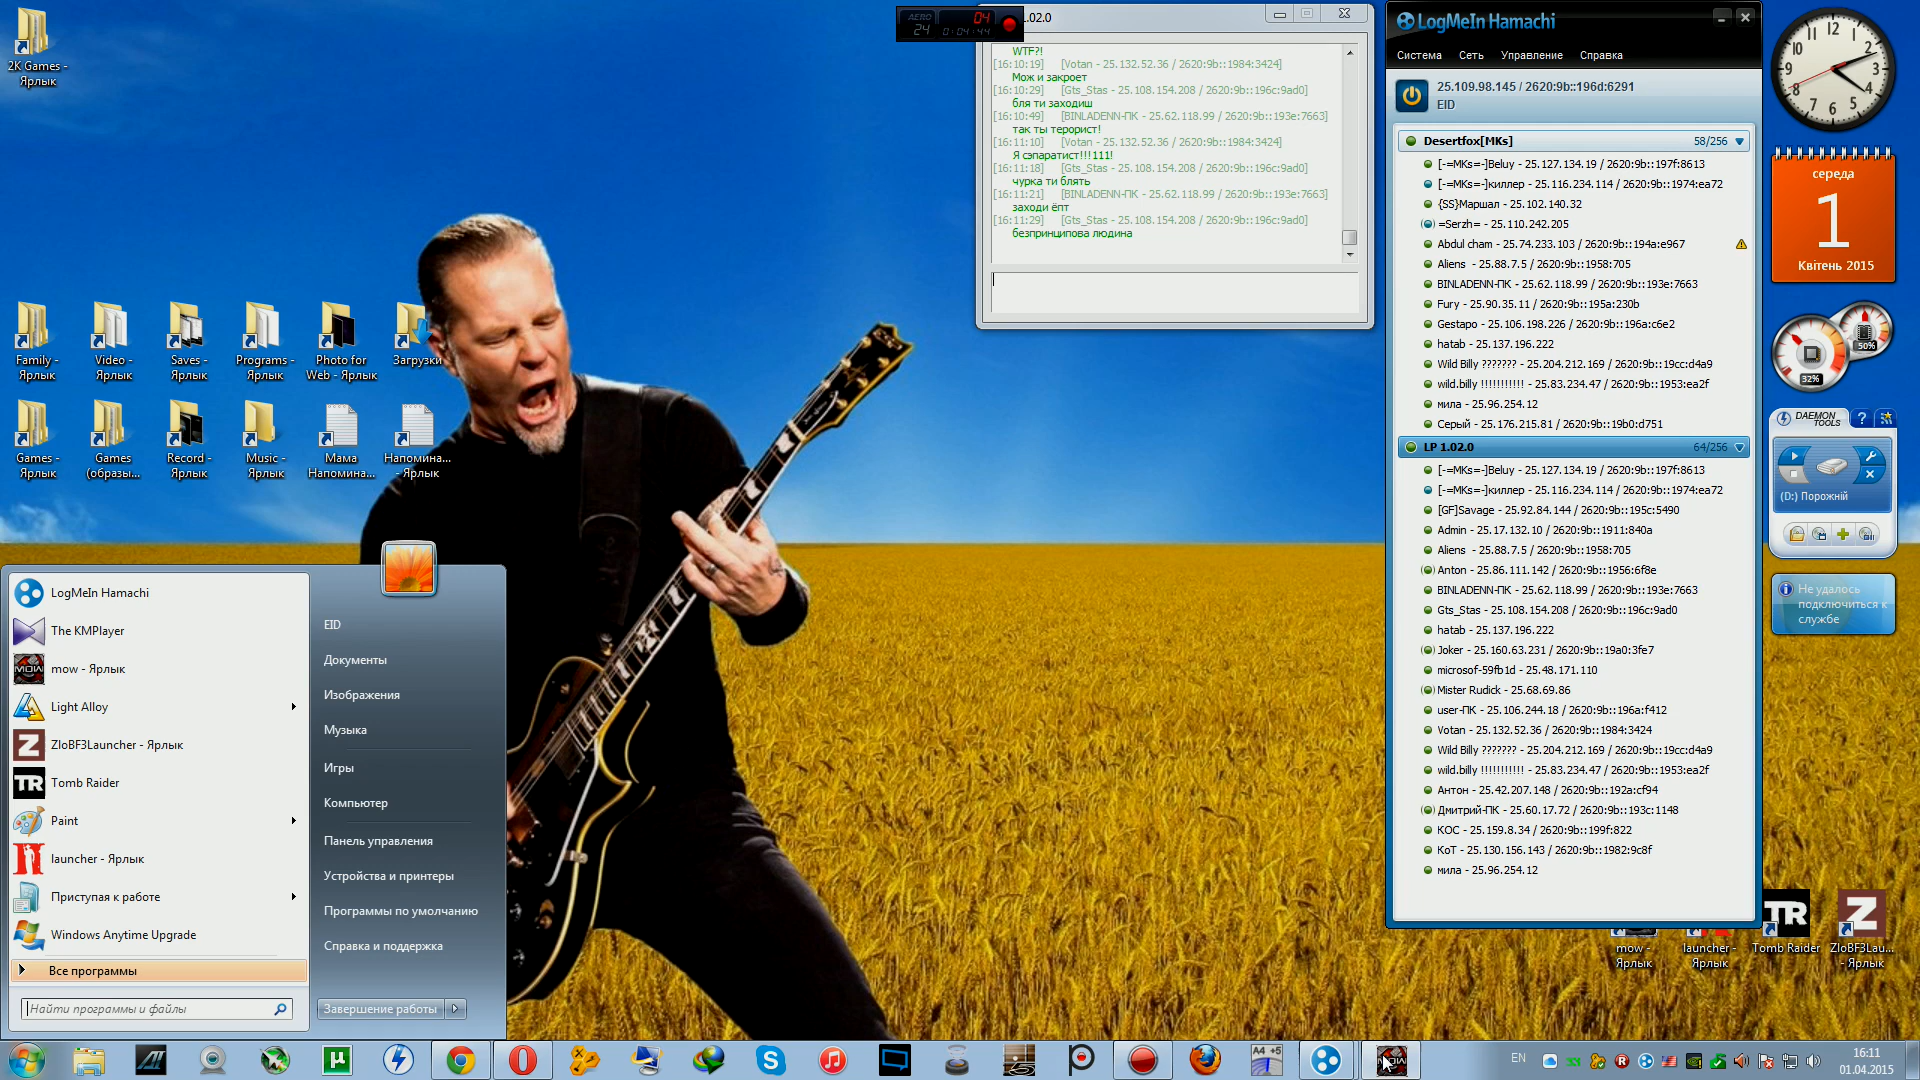 2K Games -
Ярлык
Family -
Ярлык
Video -
Ярлык
Saves -
Ярлык
Programs -
Ярлык
Photo for
Web - Ярлык
Загрузки
Games -
Ярлык
Games
(образы...
Record -
Ярлык
Music -
Ярлык
Мама
Напомина...
Напомина...
- Ярлык
AERO
24
04
0:04:44
1.02.0
WTF?!
[16:10:19] [Votan - 25.132.52.36 / 2620:9b::1984:3424]
Мож и закроет
[16:10:29] [Gts_Stas - 25.108.154.208 / 2620:9b::196c:9ad0]
бля ти заходиш
[16:10:49] [BINLADENN-ПК - 25.62.118.99 / 2620:9b::193e:7663]
так ты терорист!
[16:11:10] [Votan - 25.132.52.36 / 2620:9b::1984:3424]
Я сэпаратист!!!111!
[16:11:18] [Gts_Stas - 25.108.154.208 / 2620:9b::196c:9ad0]
чурка ти блять
[16:11:21] [BINLADENN-ПК - 25.62.118.99 / 2620:9b::193e:7663]
заходи ёпт
[16:11:29] [Gts_Stas - 25.108.154.208 / 2620:9b::196c:9ad0]
безпринципова людина
LogMeIn Hamachi
Система Сеть Управление Справка
25.109.98.145 / 2620:9b::196d:6291
EID
Desertfox[MKs] 58/256
[-=MKs=-]Beluy - 25.127.134.19 / 2620:9b::197f:8613
[-=MKs=-]киллер - 25.116.234.114 / 2620:9b::1974:ea72
{SS}Маршал - 25.102.140.32
=Serzh= - 25.110.242.205
Abdul cham - 25.74.233.103 / 2620:9b::194a:e967
Aliens - 25.88.7.5 / 2620:9b::1958:705
BINLADENN-ПК - 25.62.118.99 / 2620:9b::193e:7663
Fury - 25.90.35.11 / 2620:9b::195a:230b
Gestapo - 25.106.198.226 / 2620:9b::196a:c6e2
hatab - 25.137.196.222
Wild Billy ??????? - 25.204.212.169 / 2620:9b::19cc:d4a9
wild.billy !!!!!!!!!!! - 25.83.234.47 / 2620:9b::1953:ea2f
мила - 25.96.254.12
Серый - 25.176.215.81 / 2620:9b::19b0:d751
LP 1.02.0 64/256
[-=MKs=-]Beluy - 25.127.134.19 / 2620:9b::197f:8613
[-=MKs=-]киллер - 25.116.234.114 / 2620:9b::1974:ea72
[GF]Savage - 25.92.84.144 / 2620:9b::195c:5490
Admin - 25.17.132.10 / 2620:9b::1911:840a
Aliens - 25.88.7.5 / 2620:9b::1958:705
Anton - 25.86.111.142 / 2620:9b::1956:6f8e
BINLADENN-ПК - 25.62.118.99 / 2620:9b::193e:7663
Gts_Stas - 25.108.154.208 / 2620:9b::196c:9ad0
hatab - 25.137.196.222
Joker - 25.160.63.231 / 2620:9b::19a0:3fe7
microsof-59fb1d - 25.48.171.110
Mister Rudick - 25.68.69.86
user-ПК - 25.106.244.18 / 2620:9b::196a:f412
Votan - 25.132.52.36 / 2620:9b::1984:3424
Wild Billy ??????? - 25.204.212.169 / 2620:9b::19cc:d4a9
wild.billy !!!!!!!!!!! - 25.83.234.47 / 2620:9b::1953:ea2f
Антон - 25.42.207.148 / 2620:9b::192a:cf94
Дмитрий-ПК - 25.60.17.72 / 2620:9b::193c:1148
КОС - 25.159.8.34 / 2620:9b::199f:822
КоТ - 25.130.156.143 / 2620:9b::1982:9c8f
мила - 25.96.254.12
12 1 2 3 4 5 6 7 8 9 10 11
середа
1
Квітень 2015
50%
32%
DAEMON
TOOLS
(D:) Порожній
Не удалось
подключиться к
службе
mow -
Ярлык
launcher -
Ярлык
TR
Tomb Raider
Z
ZloBF3Lau...
- Ярлык
LogMeIn Hamachi
The KMPlayer
mow - Ярлык
Light Alloy
ZloBF3Launcher - Ярлык
Tomb Raider
Paint
launcher - Ярлык
Приступая к работе
Windows Anytime Upgrade
Все программы
Найти программы и файлы
EID
Документы
Изображения
Музыка
Игры
Компьютер
Панель управления
Устройства и принтеры
Программы по умолчанию
Справка и поддержка
Завершение работы
A4 +5
EN
16:11
01.04.2015